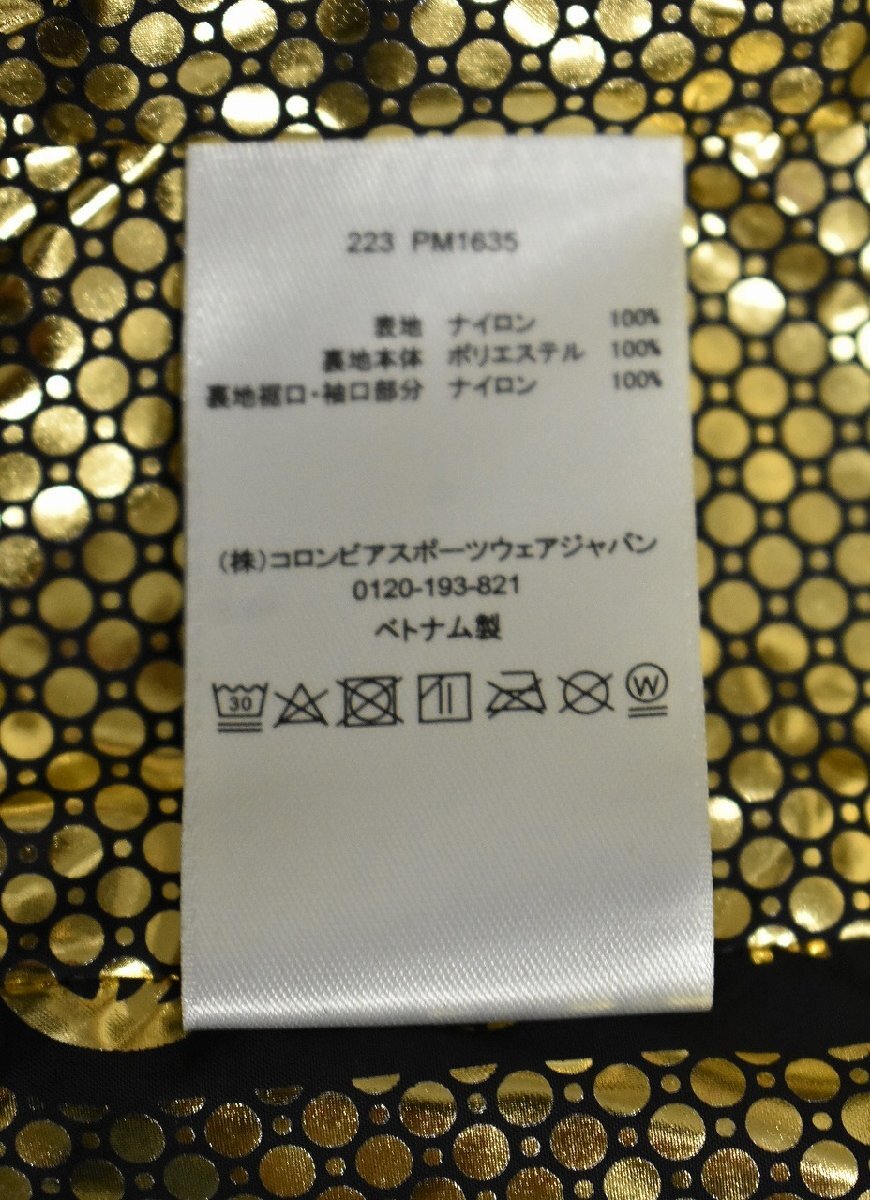 223 PM1635
表地 ナイロン 100%
裏地本体 ポリエステル 100%
裏地裾口・袖口部分 ナイロン 100%
(株)コロンビアスポーツウェアジャパン
0120-193-821
ベトナム製
30 W